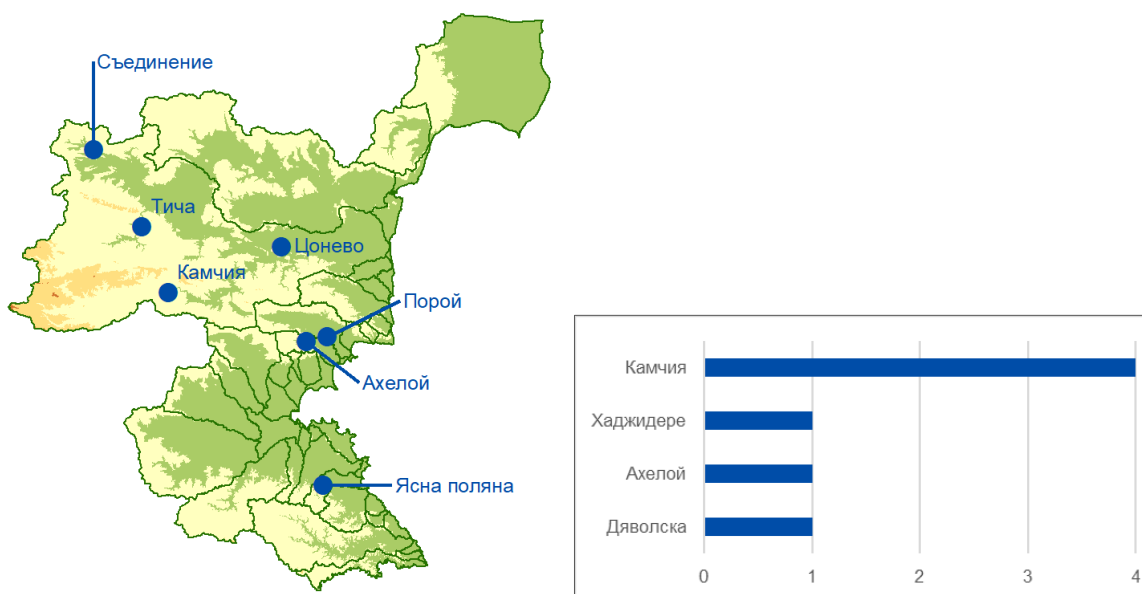 Съединение
Тича
Цонево
Камчия
Порой
Ахелой
Ясна поляна
Камчия
Хаджидере
Ахелой
Дяволска
0 1 2 3 4